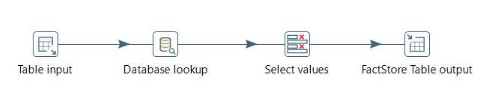 Table input
Database lookup
Select values
FactStore Table output